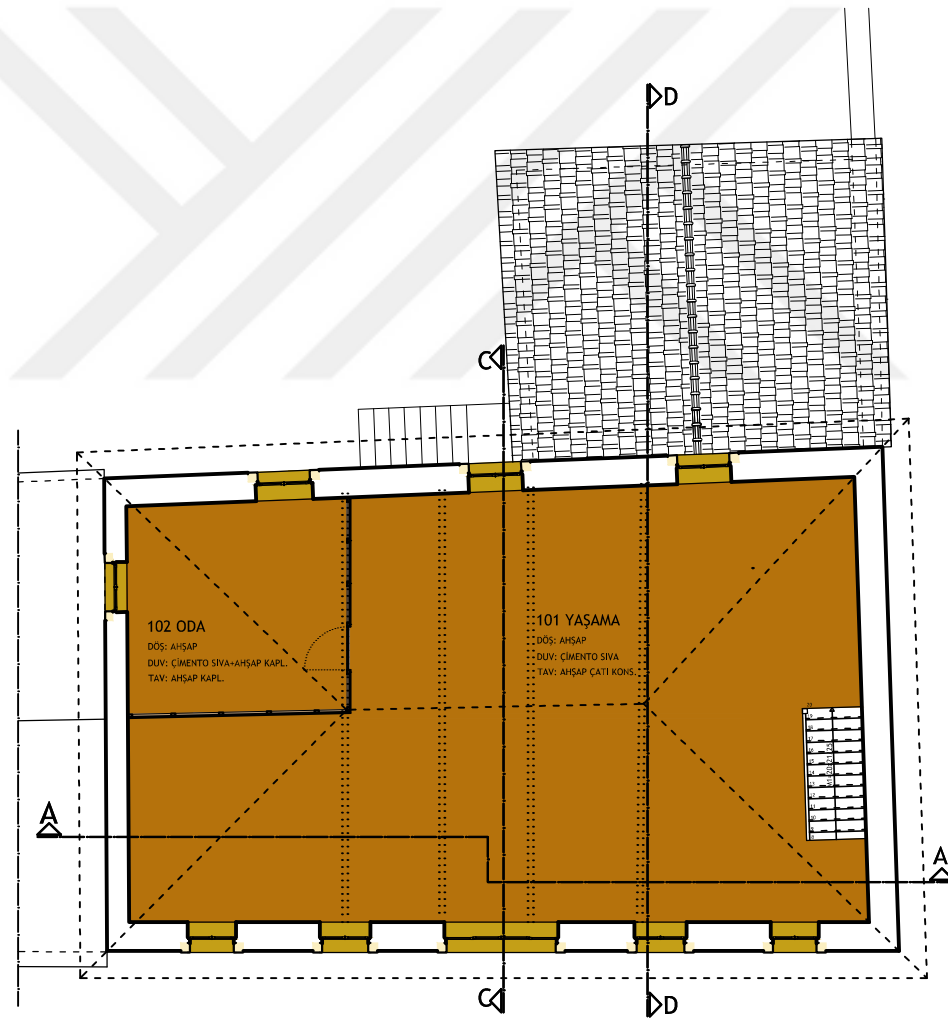 D
C
102 ODA
DÖŞ: AHŞAP
DUV: ÇİMENTO SIVA+AHŞAP KAPL.
TAV: AHŞAP KAPL.
101 YAŞAMA
DÖŞ: AHŞAP
DUV: ÇİMENTO SIVA
TAV: AHŞAP ÇATI KONS.
A
A
C
D